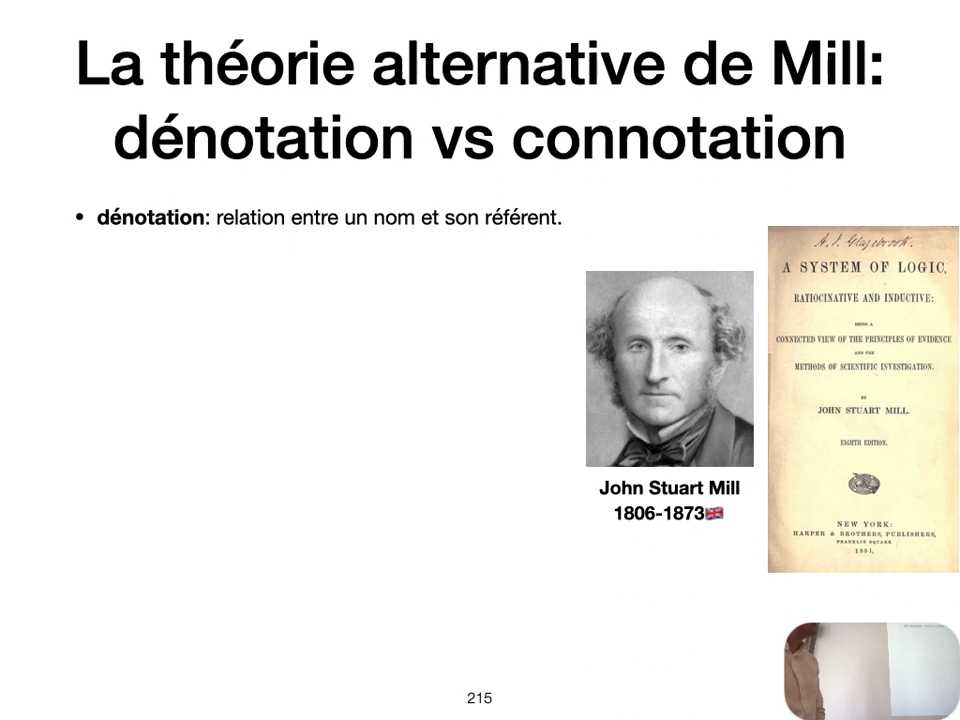 La théorie alternative de Mill:
dénotation vs connotation
• dénotation: relation entre un nom et son référent.
A. J. Glazebrook.
A SYSTEM OF LOGIC,
RATIOCINATIVE AND INDUCTIVE:
BEING A
CONNECTED VIEW OF THE PRINCIPLES OF EVIDENCE
AND THE
METHODS OF SCIENTIFIC INVESTIGATION.
BY
JOHN STUART MILL.
EIGHTH EDITION.
NEW YORK:
HARPER & BROTHERS, PUBLISHERS,
FRANKLIN SQUARE
1881.
John Stuart Mill
1806-1873🇬🇧
215